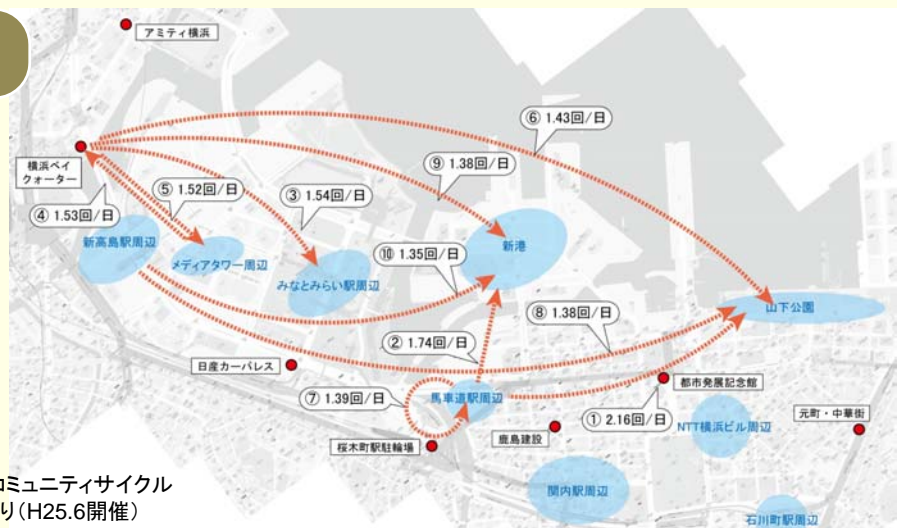 アミティ横浜
⑥ 1.43回/日
横浜ベイ
クォーター
⑨ 1.38回/日
⑤ 1.52回/日
③ 1.54回/日
④ 1.53回/日
新高島駅周辺
新港
⑩ 1.35回/日
メディアタワー周辺
みなとみらい駅周辺
山下公園
⑧ 1.38回/日
② 1.74回/日
日産カーパレス
都市発展記念館
⑦ 1.39回/日
馬車道駅周辺
① 2.16回/日
元町・中華街
鹿島建設
NTT横浜ビル周辺
桜木町駅駐輪場
コミュニティサイクル
関内駅周辺
り(H25.6開催)
石川町駅周辺